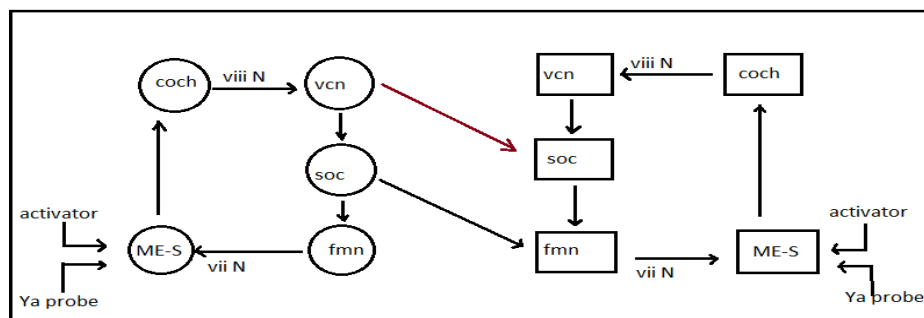 coch
viii N
vcn
vcn
viii N
coch
soc
soc
activator
ME-S
vii N
fmn
fmn
vii N
ME-S
activator
Ya probe
Ya probe